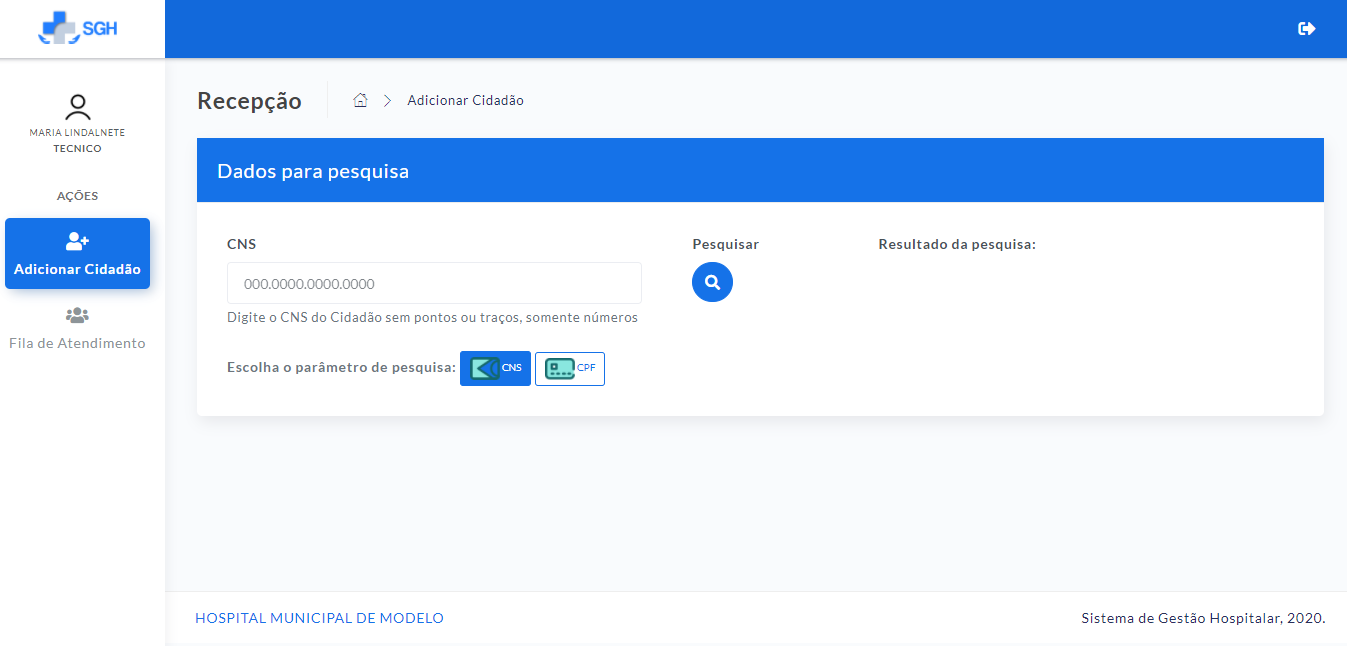 SGH
MARIA LINDALNETE
TECNICO
AÇÕES
Adicionar Cidadão
Fila de Atendimento
Recepção
Adicionar Cidadão
Dados para pesquisa
CNS
Pesquisar
Resultado da pesquisa:
000.0000.0000.0000
Digite o CNS do Cidadão sem pontos ou traços, somente números
Escolha o parâmetro de pesquisa: CNS CPF
HOSPITAL MUNICIPAL DE MODELO
Sistema de Gestão Hospitalar, 2020.